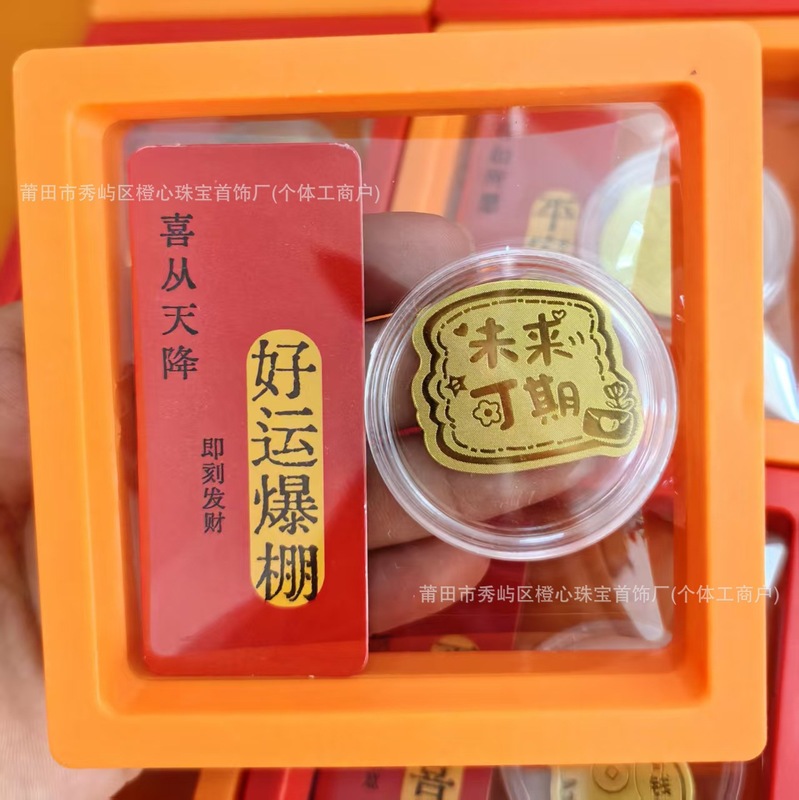 莆田市秀屿区橙心珠宝首饰厂(个体工商户)
喜从天降
好运爆棚
即刻发财
未来
可期
莆田市秀屿区橙心珠宝首饰厂(个体工商户)
平
喜